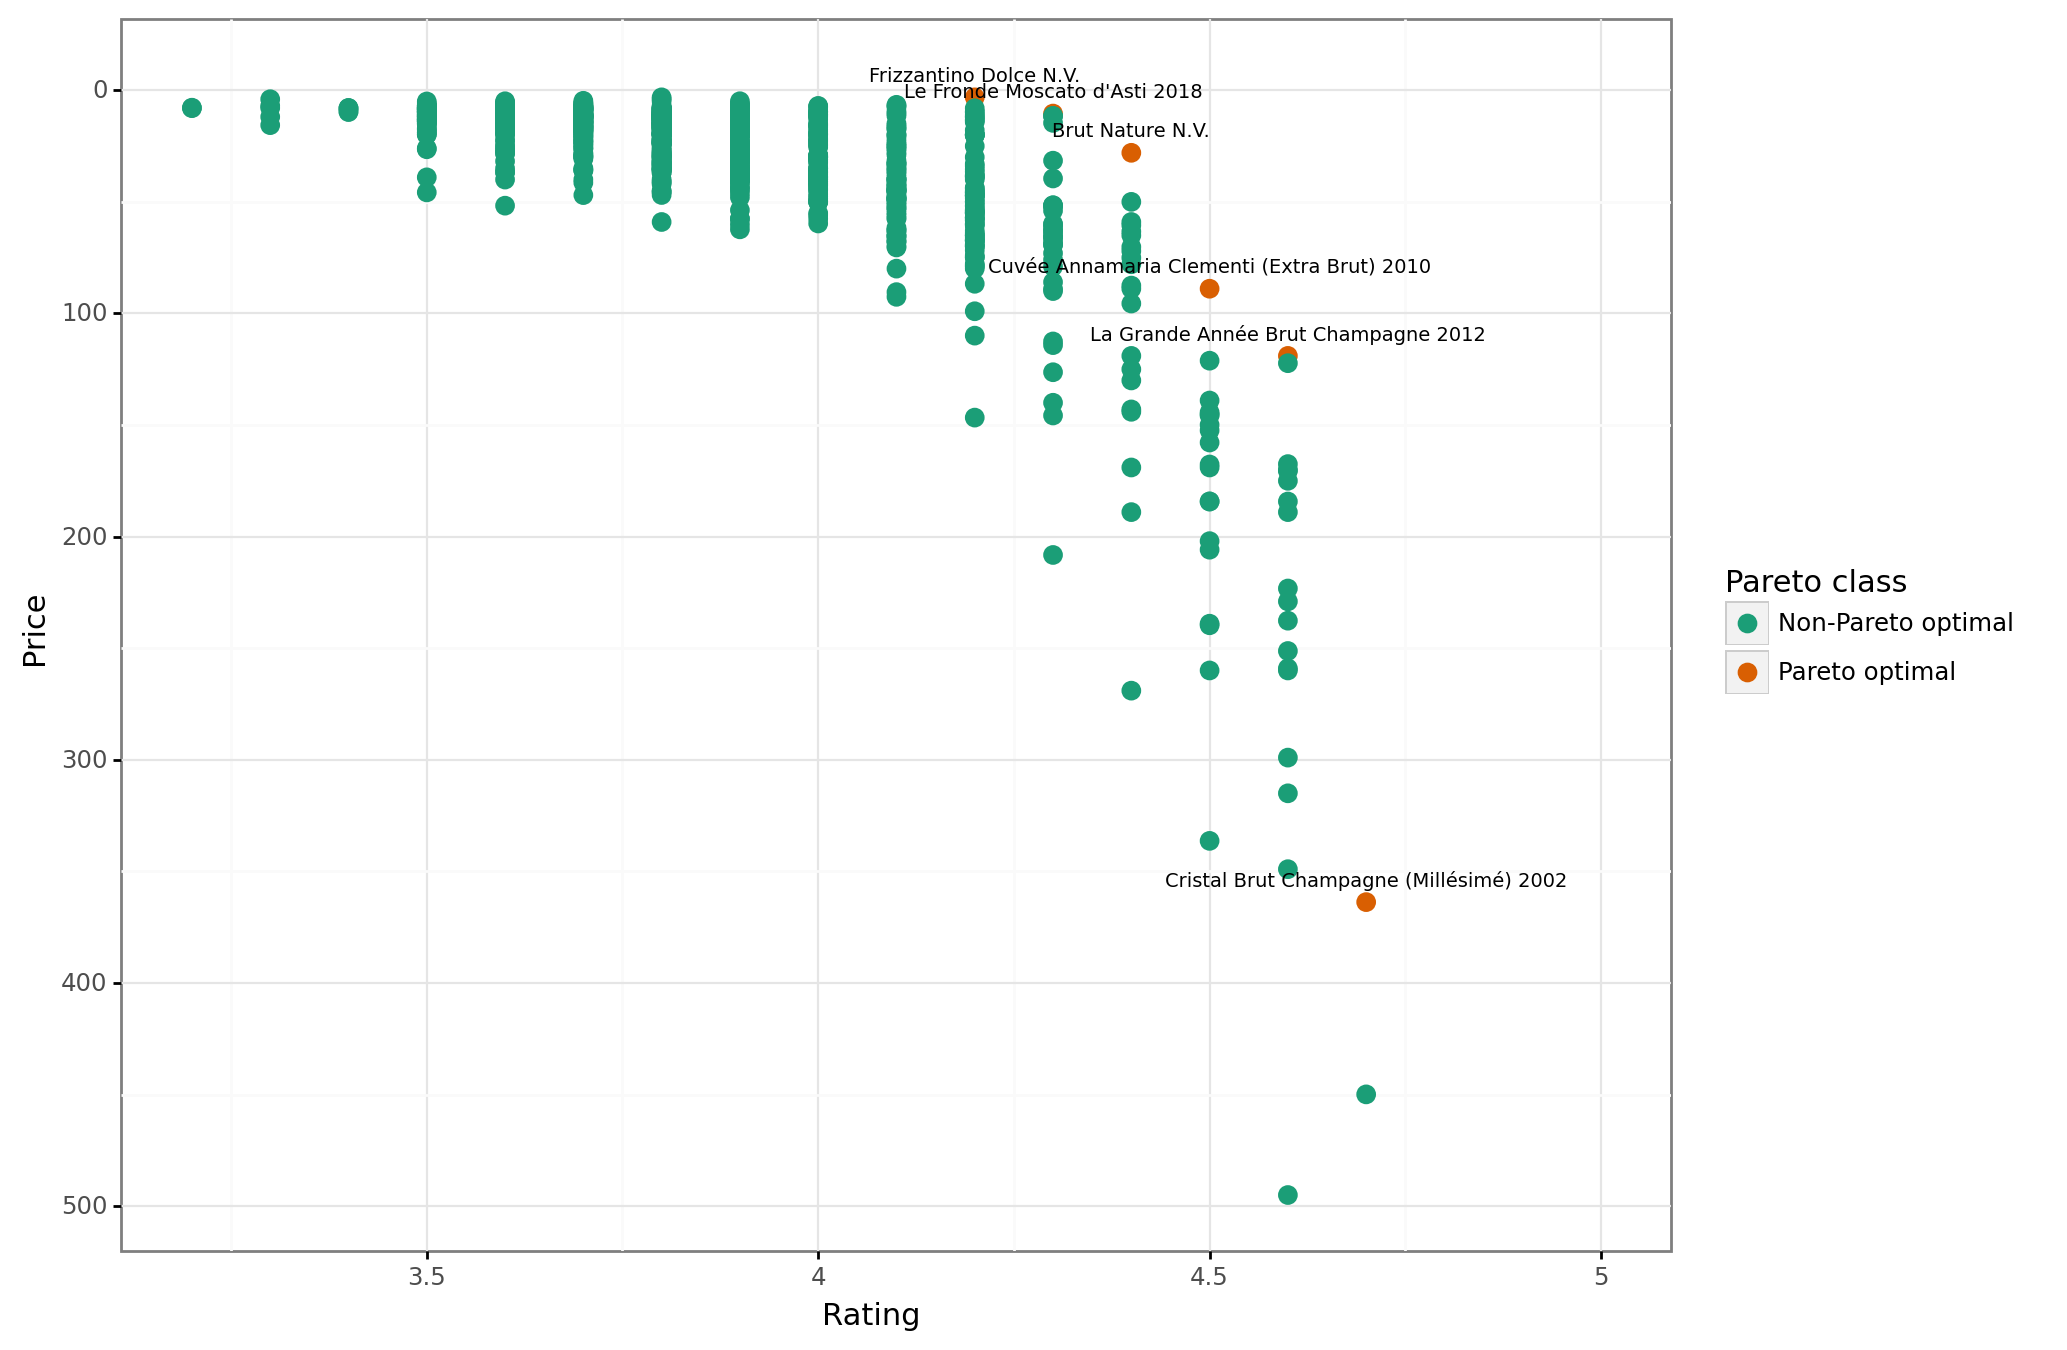 Frizzantino Dolce N.V.
Le Fronde Moscato d'Asti 2018
Brut Nature N.V.
Cuvée Annamaria Clementi (Extra Brut) 2010
La Grande Année Brut Champagne 2012
Cristal Brut Champagne (Millésimé) 2002
0
100
200
300
400
500
Price
3.5
4
4.5
5
Rating
Pareto class
Non-Pareto optimal
Pareto optimal